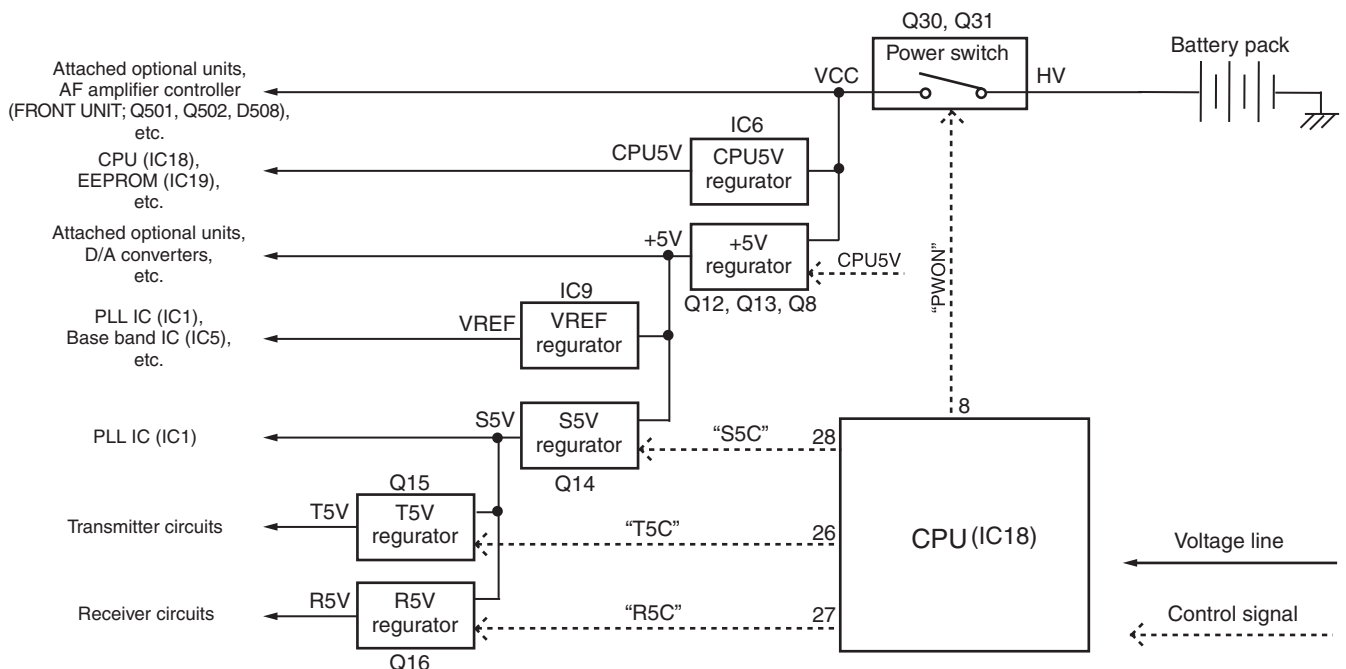 Q30, Q31
Power switch
Battery pack
VCC
HV
Attached optional units,
AF amplifier controller
(FRONT UNIT; Q501, Q502, D508),
etc.
IC6
CPU5V
CPU5V
regurator
CPU (IC18),
EEPROM (IC19),
etc.
Attached optional units,
D/A converters,
etc.
+5V
+5V
regurator
CPU5V
Q12, Q13, Q8
"PWON"
IC9
PLL IC (IC1),
Base band IC (IC5),
etc.
VREF
VREF
regurator
8
PLL IC (IC1)
S5V
S5V
regurator
"S5C"
28
Q14
Q15
Transmitter circuits
T5V
T5V
regurator
"T5C"
26
CPU (IC18)
Voltage line
Receiver circuits
R5V
R5V
regurator
"R5C"
27
Control signal
Q16